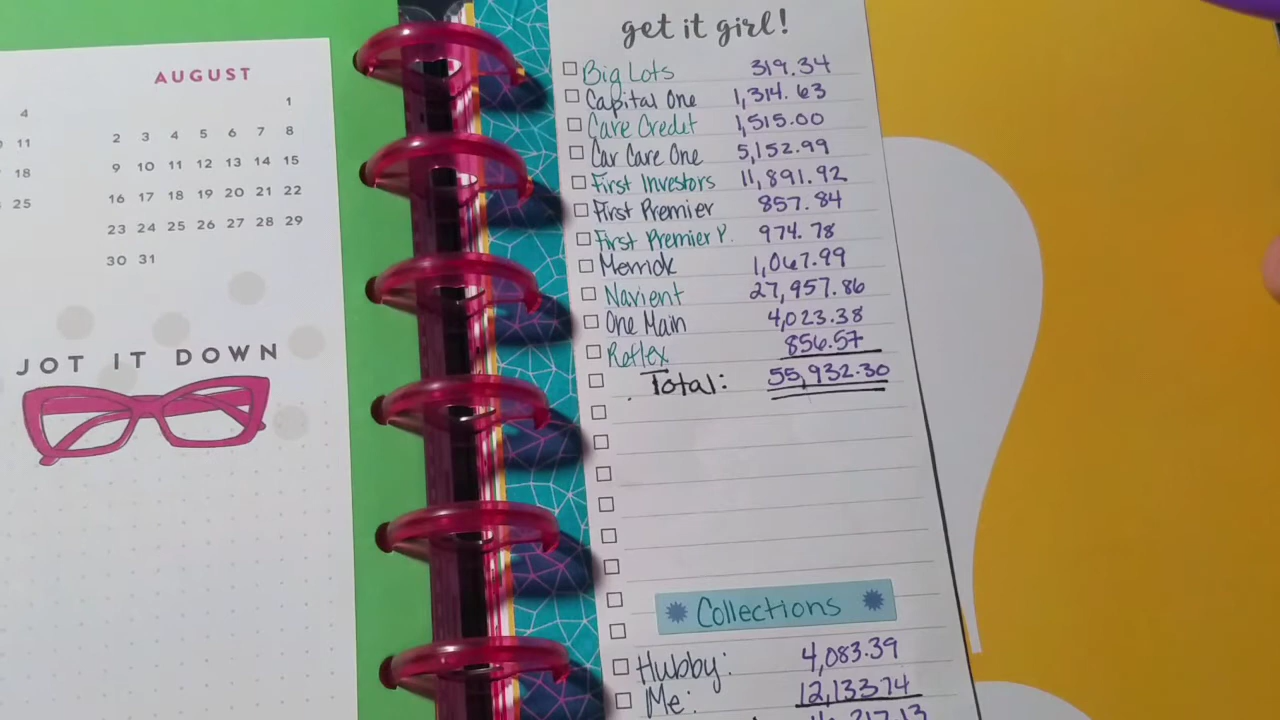 AUGUST
4 1
11 2 3 4 5 6 7 8
18 9 10 11 12 13 14 15
25 16 17 18 19 20 21 22
23 24 25 26 27 28 29
30 31
JOT IT DOWN
get it girl!
Big Lots 319.34
Capital One 1,314.63
Care Credet 1,515.00
Car Care One 5,152.99
First Investors 11,891.92
First Premier 857.84
First Premier P. 974.78
Merrick 1,067.99
Navient 27,957.86
One Main 4,023.38
Reflex 856.57
Total: 55,932.30
Collections
Hubby: 4,083.39
Me: 12,133.74